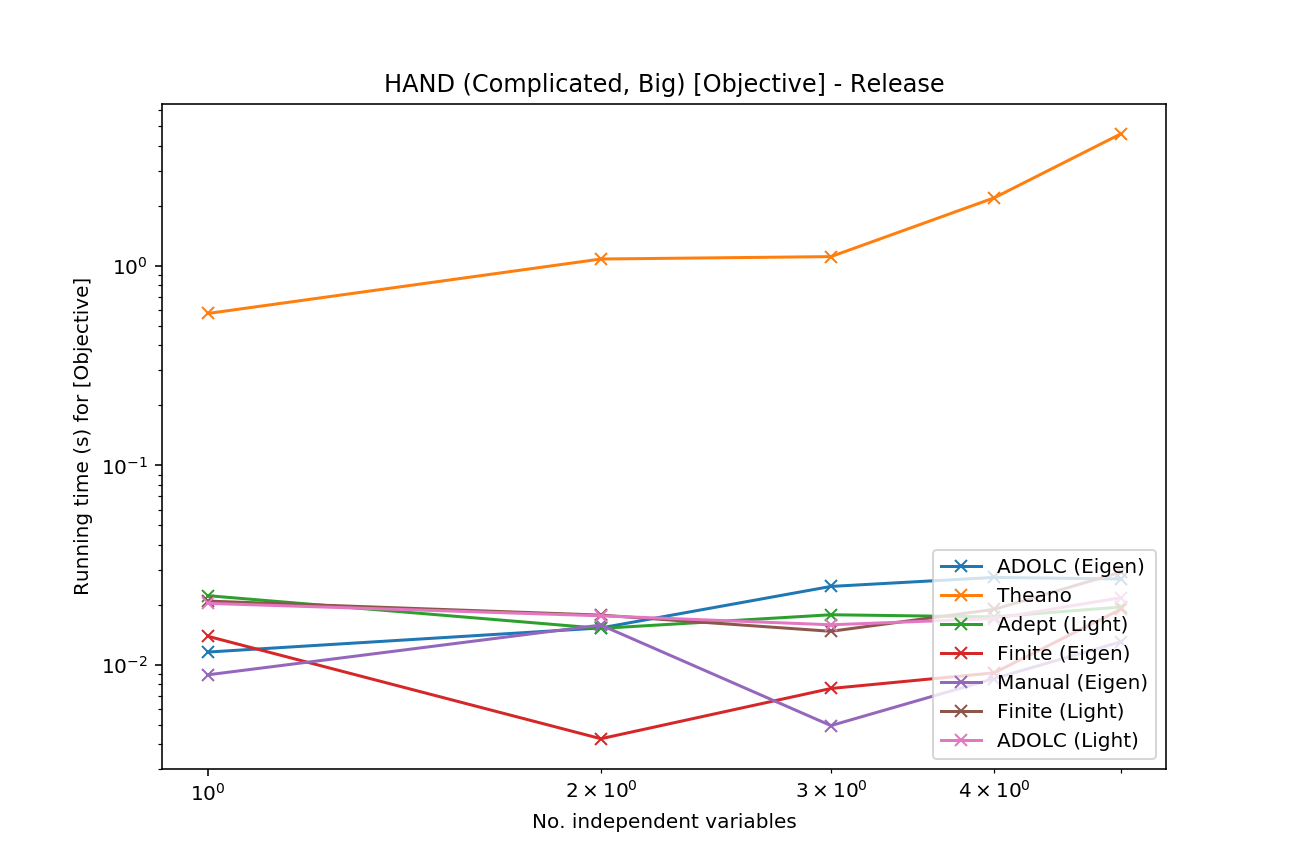 HAND (Complicated, Big) [Objective] - Release
Running time (s) for [Objective]
10⁰
10⁻¹
10⁻²
ADOLC (Eigen)
Theano
Adept (Light)
Finite (Eigen)
Manual (Eigen)
Finite (Light)
ADOLC (Light)
10⁰
2 × 10⁰
3 × 10⁰
4 × 10⁰
No. independent variables